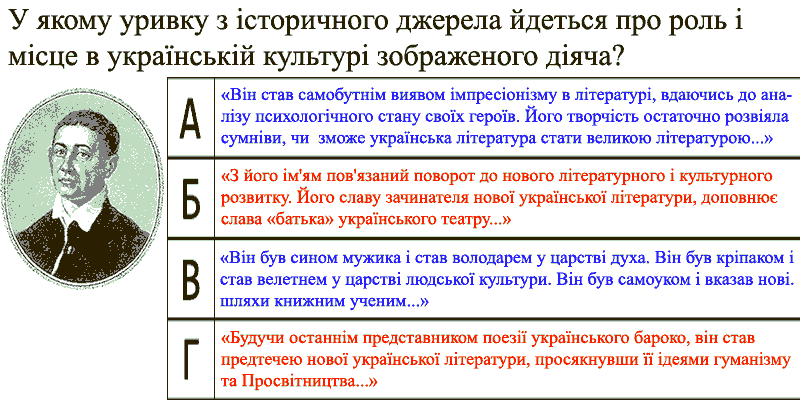 У якому уривку з історичного джерела йдеться про роль і
місце в українській культурі зображеного діяча?
А
«Він став самобутнім виявом імпресіонізму в літературі, вдаючись до ана-
лізу психологічного стану своїх героїв. Його творчість остаточно розвіяла
сумніви, чи зможе українська література стати великою літературою...»
Б
«З його ім'ям пов'язаний поворот до нового літературного і культурного
розвитку. Його славу зачинателя нової української літератури, доповнює
слава «батька» українського театру...»
В
«Він був сином мужика і став володарем у царстві духа. Він був кріпаком і
став велетнем у царстві людської культури. Він був самоуком і вказав нові.
шляхи книжним ученим...»
Г
«Будучи останнім представником поезії українського бароко, він став
предтечею нової української літератури, просякнувши її ідеями гуманізму
та Просвітництва...»